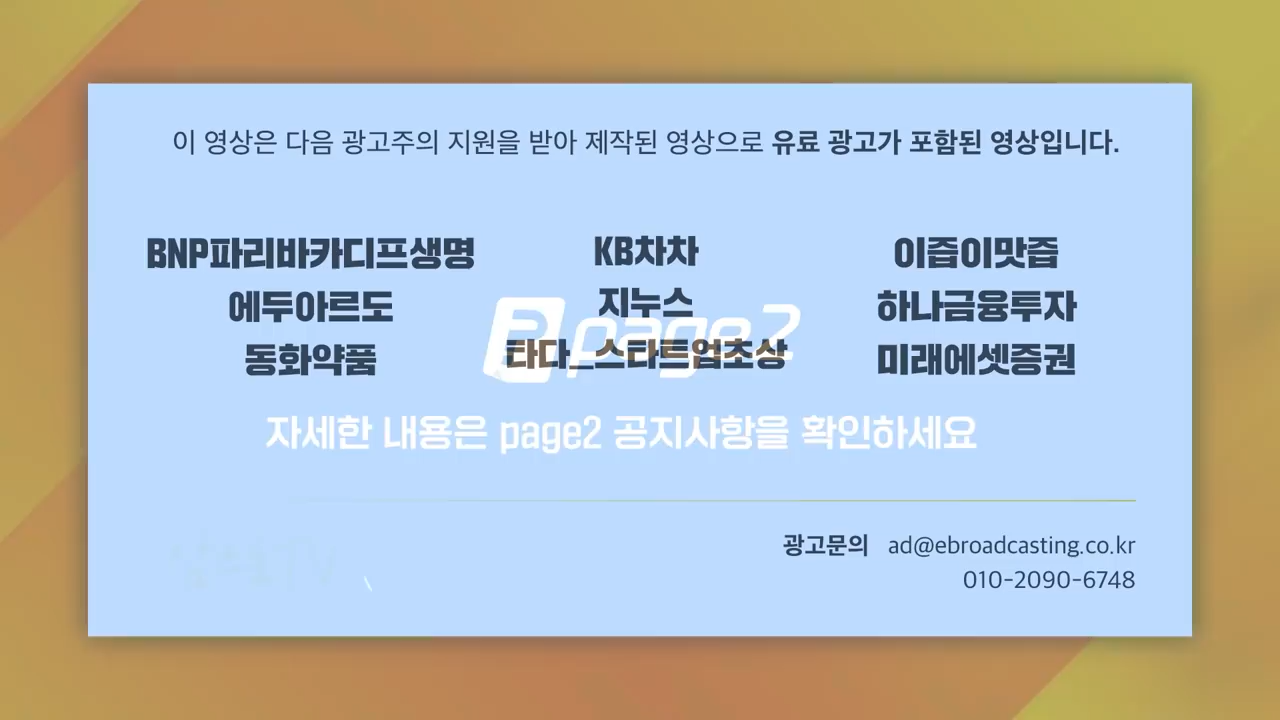 이 영상은 다음 광고주의 지원을 받아 제작된 영상으로 유료 광고가 포함된 영상입니다.
BNP파리바카디프생명 KB차차 이즙이맛즙
에두아르도 지누스 하나금융투자
page2
동화약품 타다_스타트업초상 미래에셋증권
자세한 내용은 page2 공지사항을 확인하세요
광고문의 ad@ebroadcasting.co.kr
010-2090-6748